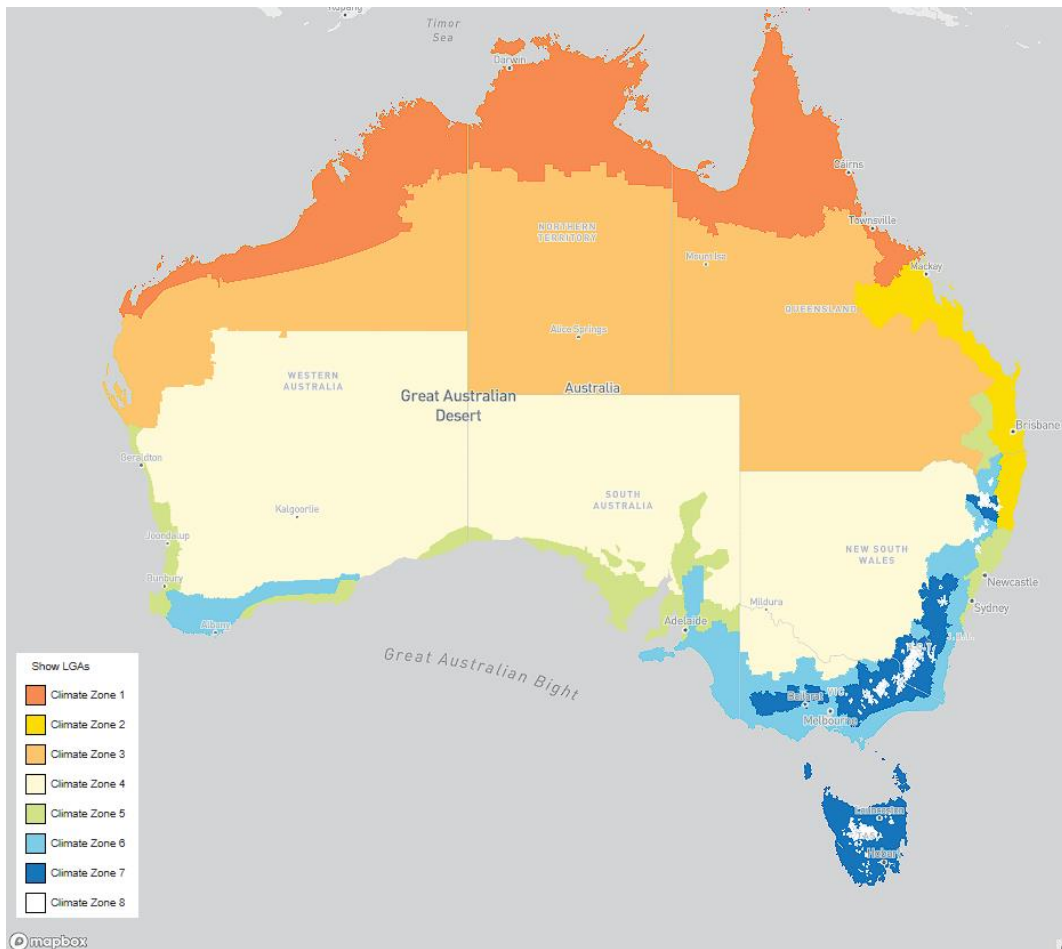 Timor
Sea
Darwin
Cairns
Townsville
NORTHERN
TERRITORY
Mount Isa
Mackay
QUEENSLAND
Alice Springs
WESTERN
AUSTRALIA
Great Australian
Desert
Australia
Brisbane
Geraldton
SOUTH
AUSTRALIA
Kalgoorlie
Joondalup
NEW SOUTH
WALES
Bunbury
Newcastle
Mildura
Sydney
Albany
Adelaide
Great Australian Bight
Show LGAs
Climate Zone 1
Climate Zone 2
Climate Zone 3
Climate Zone 4
Climate Zone 5
Climate Zone 6
Climate Zone 7
Climate Zone 8
Ballarat
VIC
Melbourne
Launceston
TAS
Hobart
mapbox